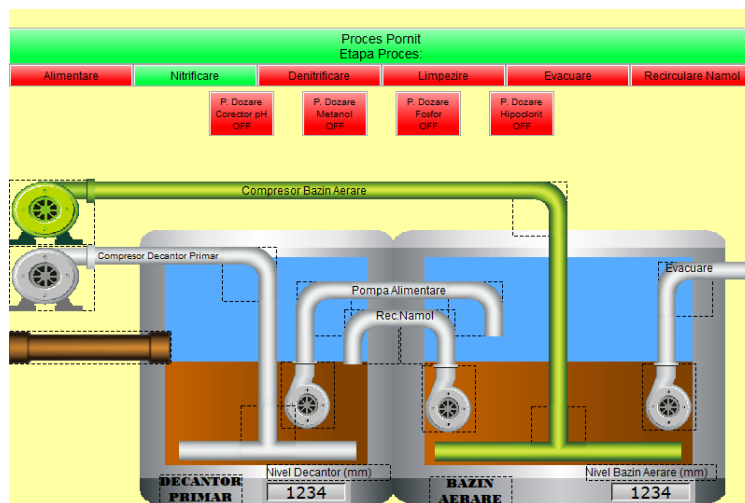 Proces Pornit
Etapa Proces:
Alimentare
Nitrificare
Denitrificare
Limpezire
Evacuare
Recirculare Namol
P. Dozare
Corector pH
OFF
P. Dozare
Metanol
OFF
P. Dozare
Fosfor
OFF
P. Dozare
Hipoclorit
OFF
Compresor Bazin Aerare
Compresor Decantor Primar
Evacuare
Pompa Alimentare
Rec.Namol
Nivel Decantor (mm)
Nivel Bazin Aerare (mm)
DECANTOR
PRIMAR
1234
BAZIN
AERARE
1234